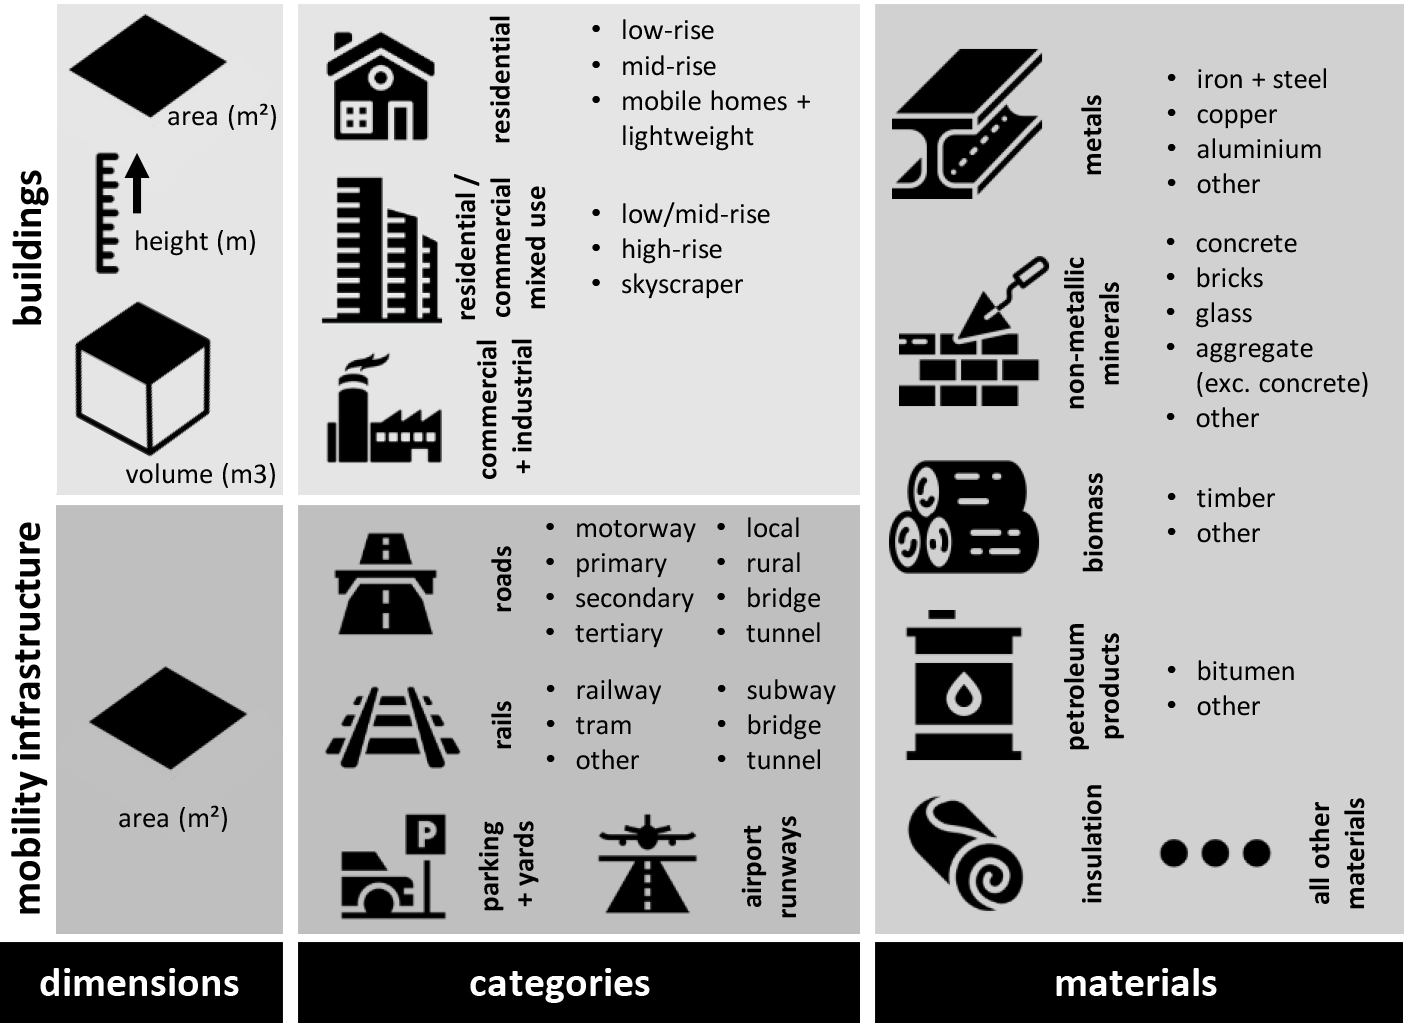 buildings
area (m²)
height (m)
volume (m3)
residential
• low-rise
• mid-rise
• mobile homes +
lightweight
residential /
commercial
mixed use
• low/mid-rise
• high-rise
• skyscraper
commercial
+ industrial
mobility infrastructure
area (m²)
roads
• motorway
• primary
• secondary
• tertiary
• local
• rural
• bridge
• tunnel
rails
• railway
• tram
• other
• subway
• bridge
• tunnel
P
parking
+ yards
airport
runways
metals
• iron + steel
• copper
• aluminium
• other
non-metallic
minerals
• concrete
• bricks
• glass
• aggregate
(exc. concrete)
• other
biomass
• timber
• other
petroleum
products
• bitumen
• other
insulation
all other
materials
dimensions
categories
materials